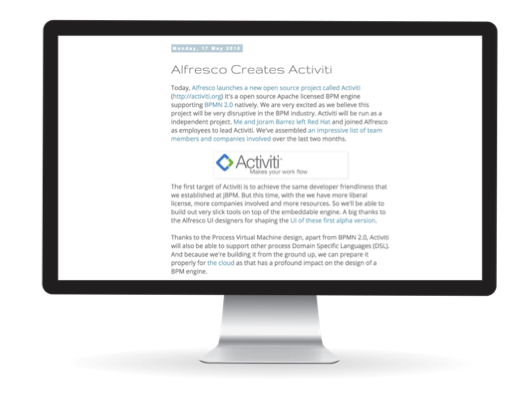 Monday, 17 May 2010
Alfresco Creates Activiti
Today, Alfresco launches a new open source project called Activiti
(http://activiti.org) It's a open source Apache licensed BPM engine
supporting BPMN 2.0 natively. We are very excited as we believe this
project will be very disruptive in the BPM industry. Activiti will be run as a
independent project. Me and Joram Barrez left Red Hat and joined Alfresco
as employees to lead Activiti. We've assembled an impressive list of team
members and companies involved over the last two months.
Activiti
Makes your work flow
The first target of Activiti is to achieve the same developer friendliness that
we established at jBPM. But this time, with the we have more liberal
license, more companies involved and more resources. So we'll be able to
build out very slick tools on top of the embeddable engine. A big thanks to
the Alfresco UI designers for shaping the UI of these first alpha version.
Thanks to the Process Virtual Machine design, apart from BPMN 2.0, Activiti
will also be able to support other process Domain Specific Languages (DSL).
And because we're building it from the ground up, we can prepare it
properly for the cloud as that has a profound impact on the design of a
BPM engine.